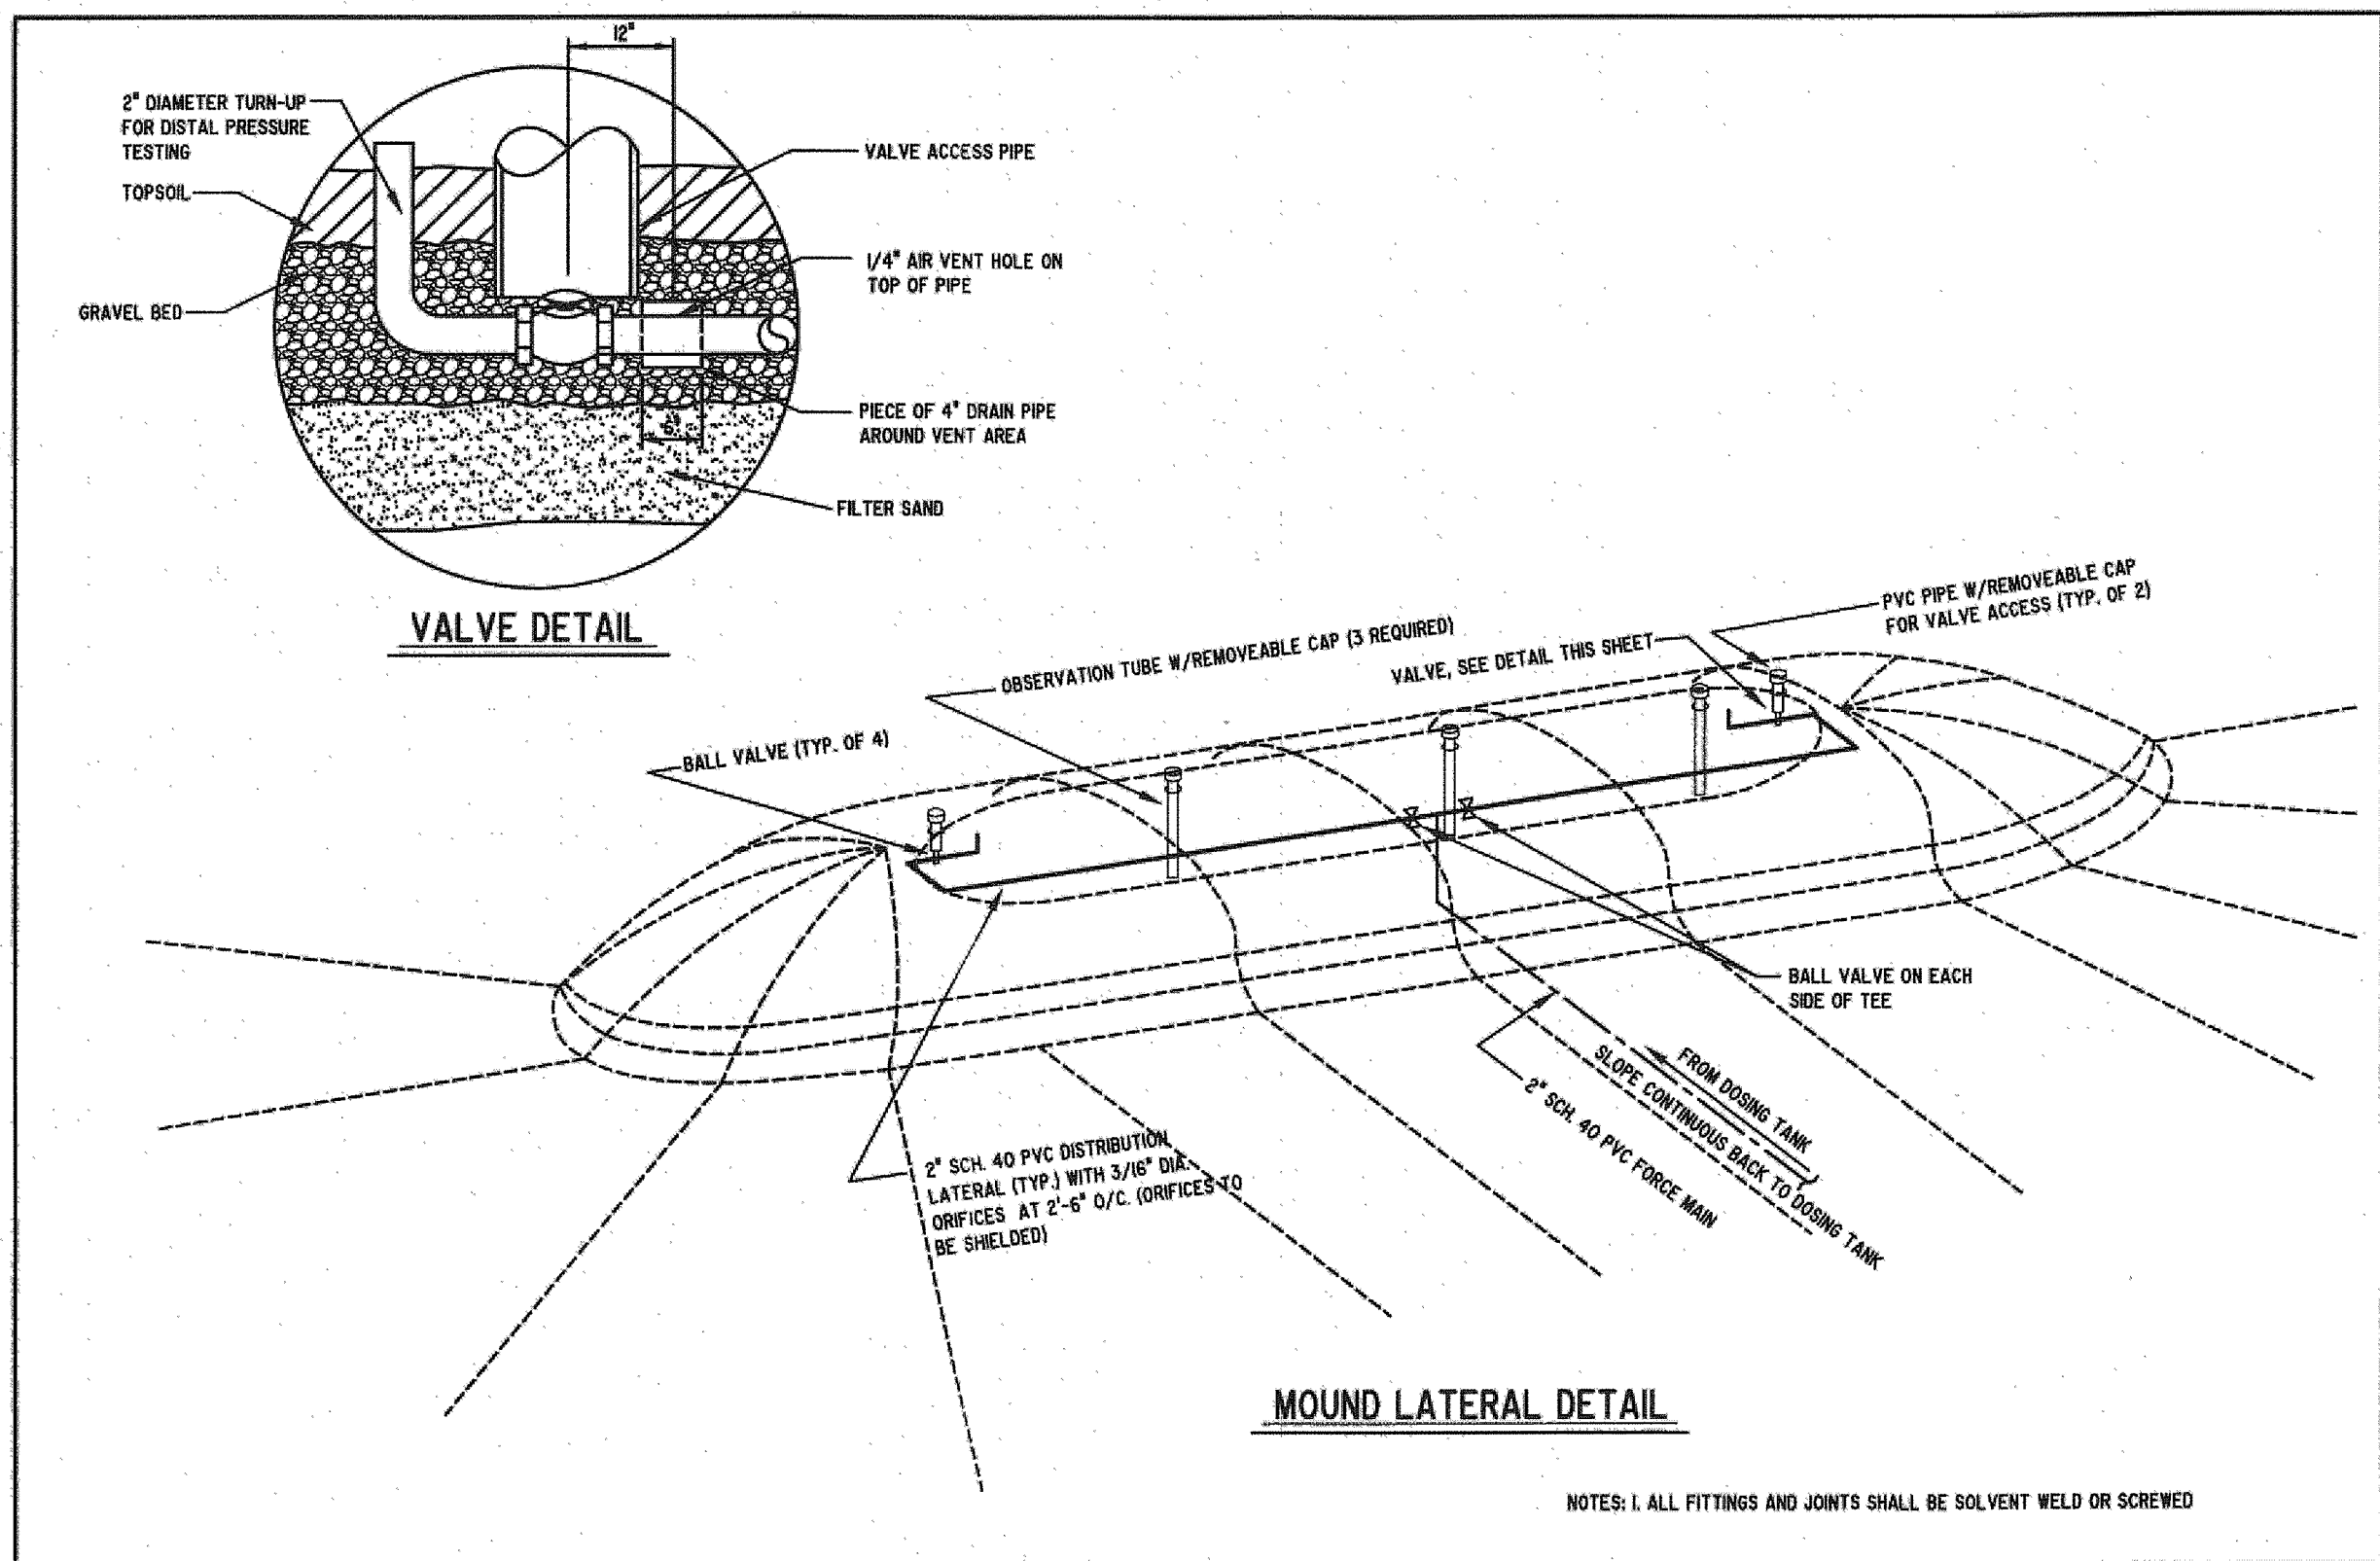 12"
2" DIAMETER TURN-UP
FOR DISTAL PRESSURE
TESTING
TOPSOIL
GRAVEL BED
VALVE ACCESS PIPE
1/4" AIR VENT HOLE ON
TOP OF PIPE
PIECE OF 4" DRAIN PIPE
AROUND VENT AREA
6"
FILTER SAND
VALVE DETAIL
PVC PIPE W/REMOVEABLE CAP
FOR VALVE ACCESS (TYP. OF 2)
OBSERVATION TUBE W/REMOVEABLE CAP (3 REQUIRED)
VALVE, SEE DETAIL THIS SHEET
BALL VALVE (TYP. OF 4)
BALL VALVE ON EACH
SIDE OF TEE
FROM DOSING TANK
SLOPE CONTINUOUS BACK TO DOSING TANK
2" SCH. 40 PVC FORCE MAIN
2" SCH. 40 PVC DISTRIBUTION
LATERAL (TYP.) WITH 3/16" DIA.
ORIFICES AT 2'-6" O/C. (ORIFICES TO
BE SHIELDED)
MOUND LATERAL DETAIL
NOTES: 1. ALL FITTINGS AND JOINTS SHALL BE SOLVENT WELD OR SCREWED